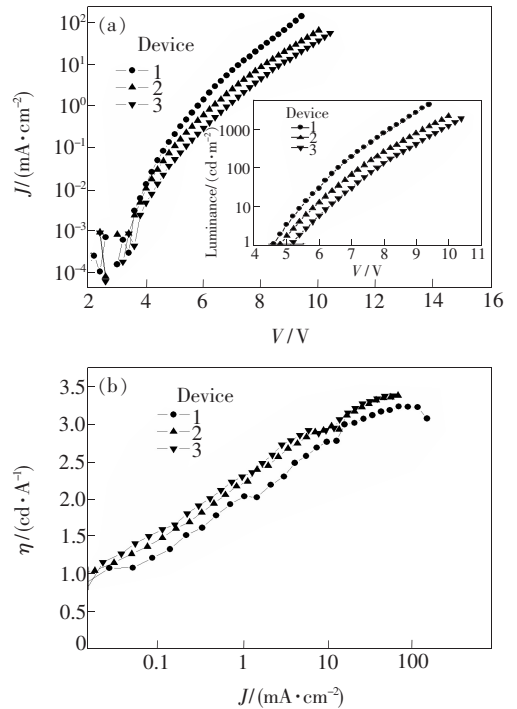 (a)
Device
1
2
3
10²
10¹
10⁰
10⁻¹
10⁻²
10⁻³
10⁻⁴
J/(mA·cm⁻²)
2 4 6 8 10 12 14 16
V/V
Device
1
2
3
1000
100
10
1
Luminance/(cd·m⁻²)
4 5 6 7 8 9 10 11
V/V
(b)
Device
1
2
3
3.5
3.0
2.5
2.0
1.5
1.0
0.5
0
η/(cd·A⁻¹)
0.1 1 10 100
J/(mA·cm⁻²)